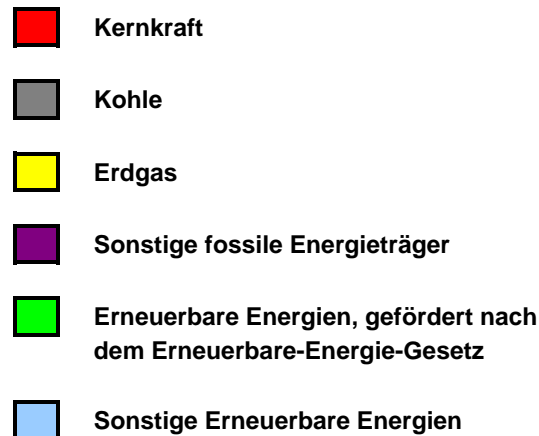 Kernkraft
Kohle
Erdgas
Sonstige fossile Energieträger
Erneuerbare Energien, gefördert nach
dem Erneuerbare-Energie-Gesetz
Sonstige Erneuerbare Energien